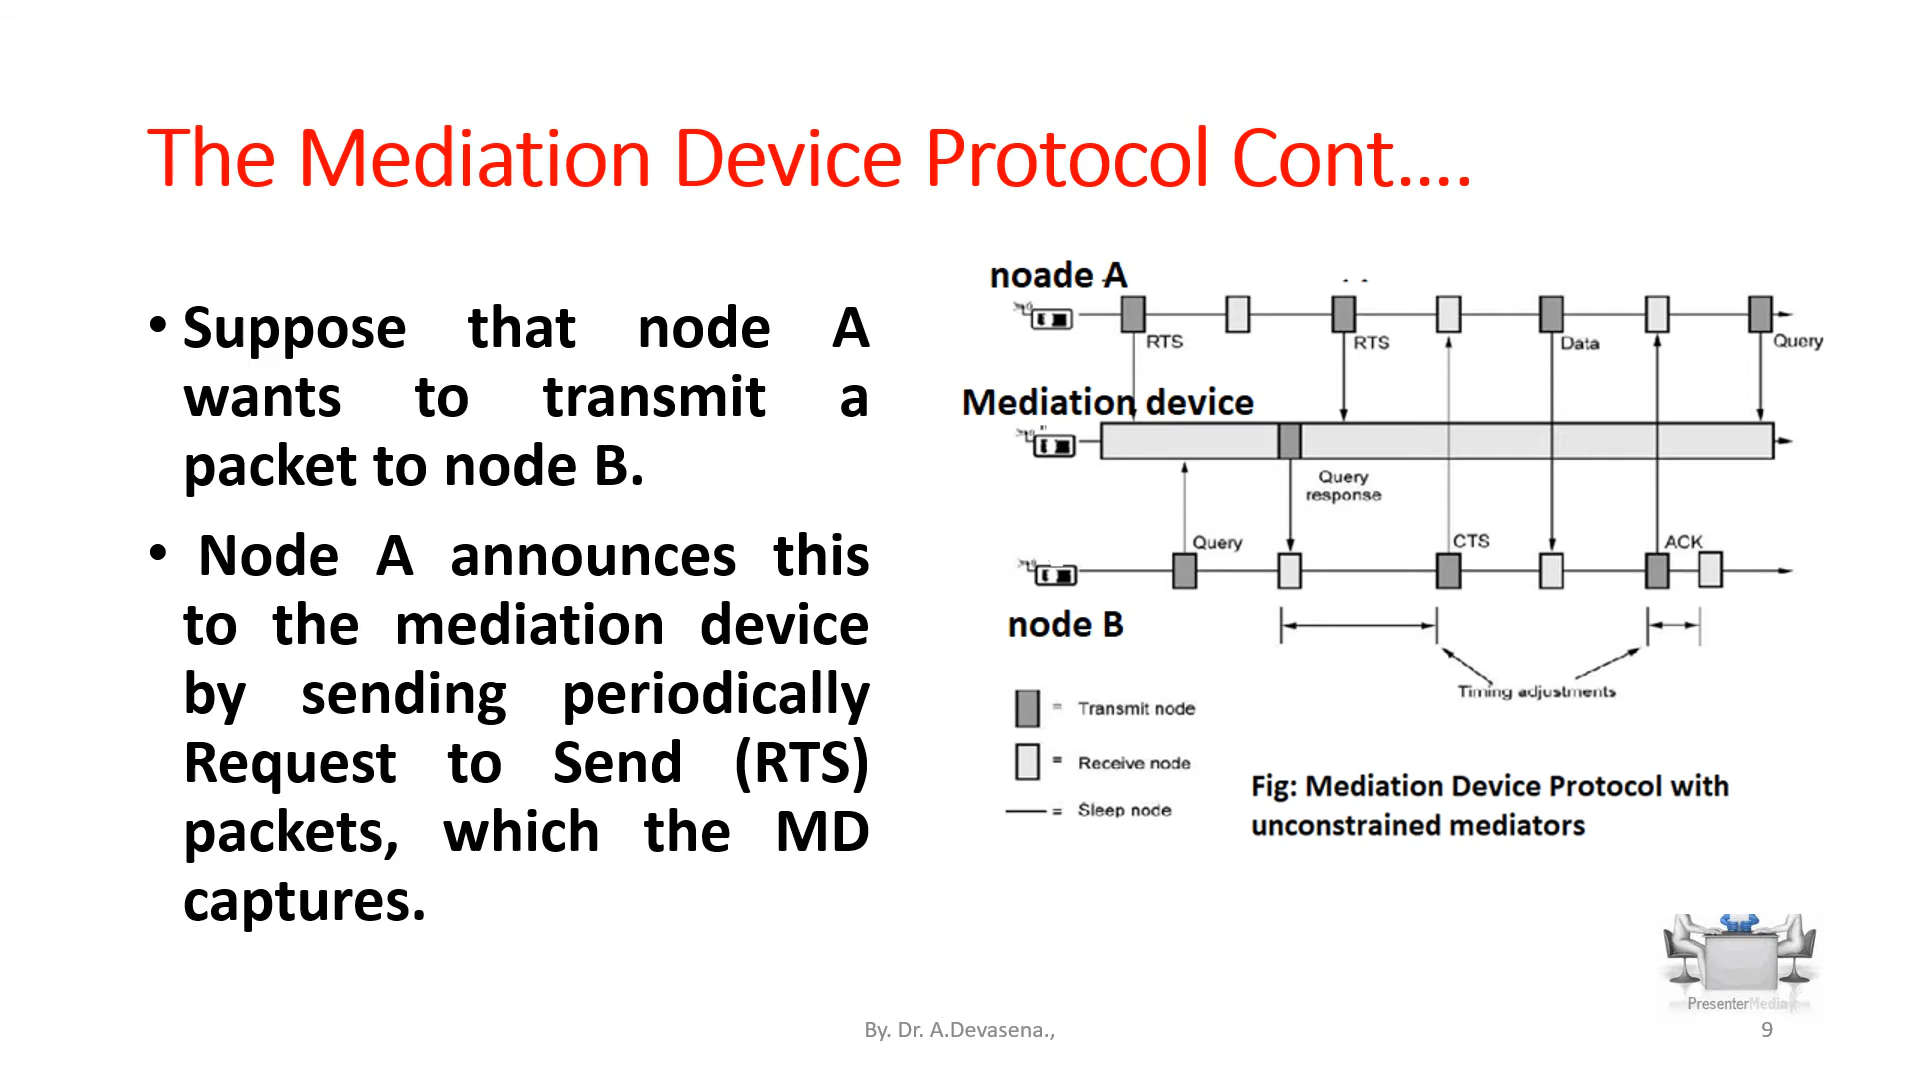 The Mediation Device Protocol Cont....
• Suppose that node A
wants to transmit a
packet to node B.
• Node A announces this
to the mediation device
by sending periodically
Request to Send (RTS)
packets, which the MD
captures.
noade A
RTS
RTS
Data
Query
Mediation device
Query
response
Query
CTS
ACK
node B
Timing adjustments
= Transmit node
= Receive node
= Sleep node
Fig: Mediation Device Protocol with
unconstrained mediators
PresenterMedia
By. Dr. A.Devasena.,
9